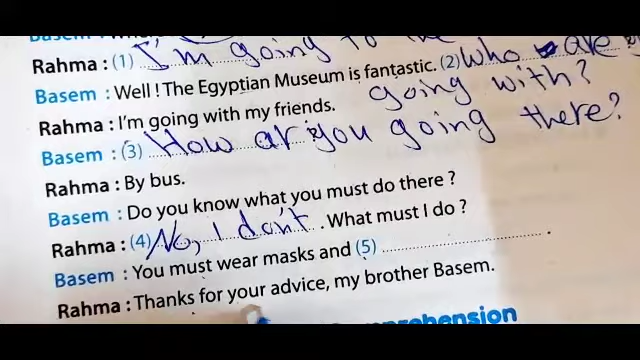 Basem:
Rahma : (1) I'm going to the
Basem : Well ! The Egyptian Museum is fantastic. (2) Who are
going with?
Rahma : I'm going with my friends.
Basem : (3) How ar you going there?
Rahma : By bus.
Basem : Do you know what you must do there ?
Rahma : (4) No, I don't . What must I do ?
Basem : You must wear masks and (5) .
Rahma : Thanks for your advice, my brother Basem.